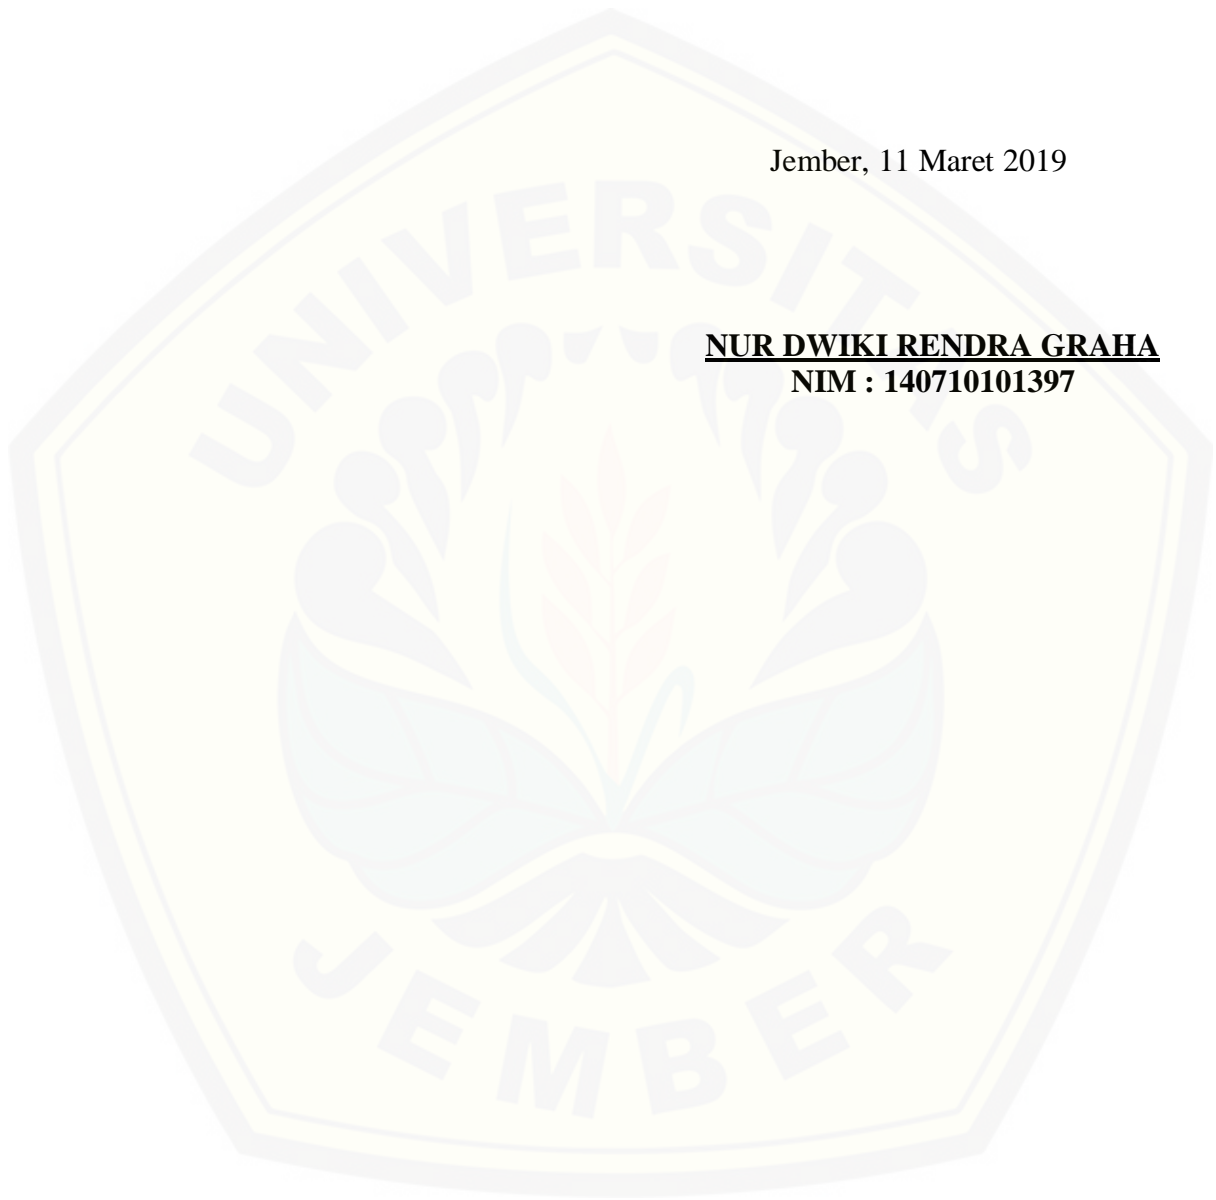 Jember, 11 Maret 2019
UNIVERSITAS
NUR DWIKI RENDRA GRAHA
NIM : 140710101397
JEMBER